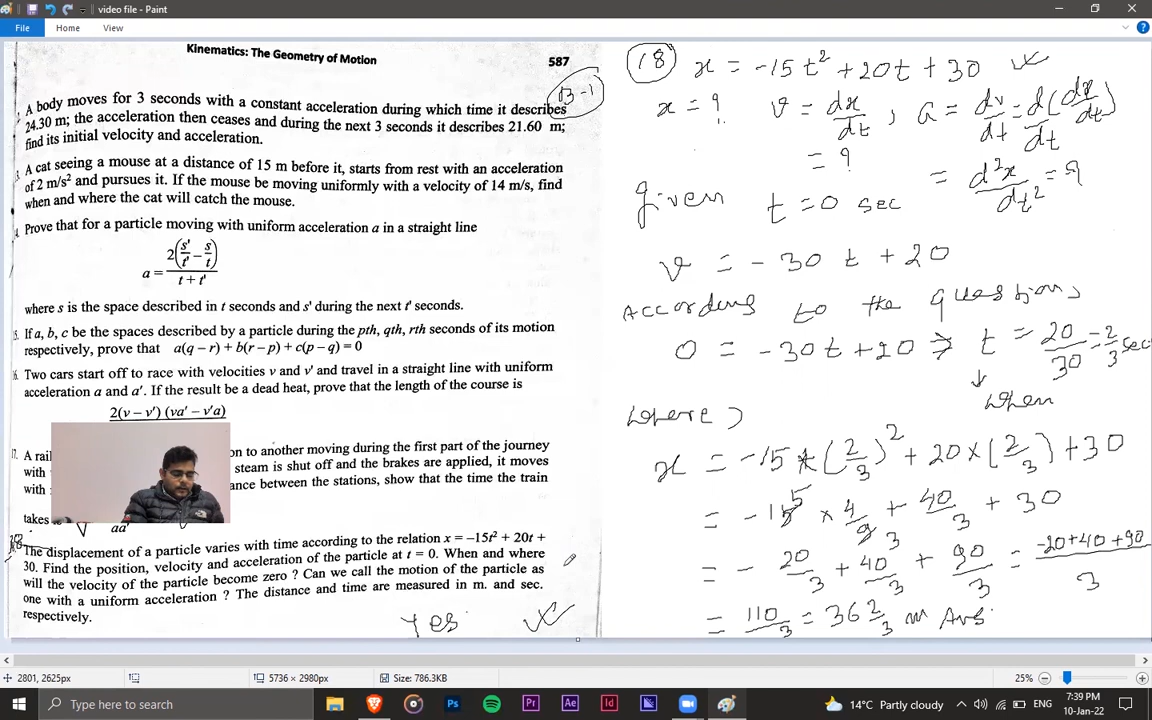 video file - Paint
File
Home
View
Kinematics: The Geometry of Motion
587
13-1
A body moves for 3 seconds with a constant acceleration during which time it describes
24.30 m; the acceleration then ceases and during the next 3 seconds it describes 21.60 m;
find its initial velocity and acceleration.
A cat seeing a mouse at a distance of 15 m before it, starts from rest with an acceleration
of 2 m/s² and pursues it. If the mouse be moving uniformly with a velocity of 14 m/s, find
when and where the cat will catch the mouse.
Prove that for a particle moving with uniform acceleration a in a straight line
a = 2(s'/t' - s/t) / t + t'
where s is the space described in t seconds and s' during the next t' seconds.
If a, b, c be the spaces described by a particle during the pth, qth, rth seconds of its motion
respectively, prove that a(q – r) + b(r – p) + c(p – q) = 0
Two cars start off to race with velocities v and v' and travel in a straight line with uniform
acceleration a and a'. If the result be a dead heat, prove that the length of the course is
2(v – v') (va' – v'a)
A rail on to another moving during the first part of the journey
with steam is shut off and the brakes are applied, it moves
with ance between the stations, show that the time the train
takes
aa'
18
The displacement of a particle varies with time according to the relation x = –15t² + 20t +
30. Find the position, velocity and acceleration of the particle at t = 0. When and where
will the velocity of the particle become zero ? Can we call the motion of the particle as
one with a uniform acceleration ? The distance and time are measured in m. and sec.
respectively.
Yes
18 x = -15t² + 20t + 30
x = ? v = dx/dt , a = dv/dt = d/dt (dx/dt)
= ? = d²x/dt² = ?
given t = 0 sec
v = -30t + 20
According to the questions
0 = -30t + 20 ⇒ t = 20/30 = 2/3 sec
when
where)
x = -15 × (2/3)² + 20 × (2/3) + 30
= -15 5 × 4/9 3 + 40/3 + 30
= - 20/3 + 40/3 + 90/3 = -20+40+90 / 3
= 110/3 = 36 2/3 m Ans.
2801, 2625px
5736 × 2980px
Size: 786.3KB
25%
Type here to search
14°C Partly cloudy
ENG
7:39 PM
10-Jan-22